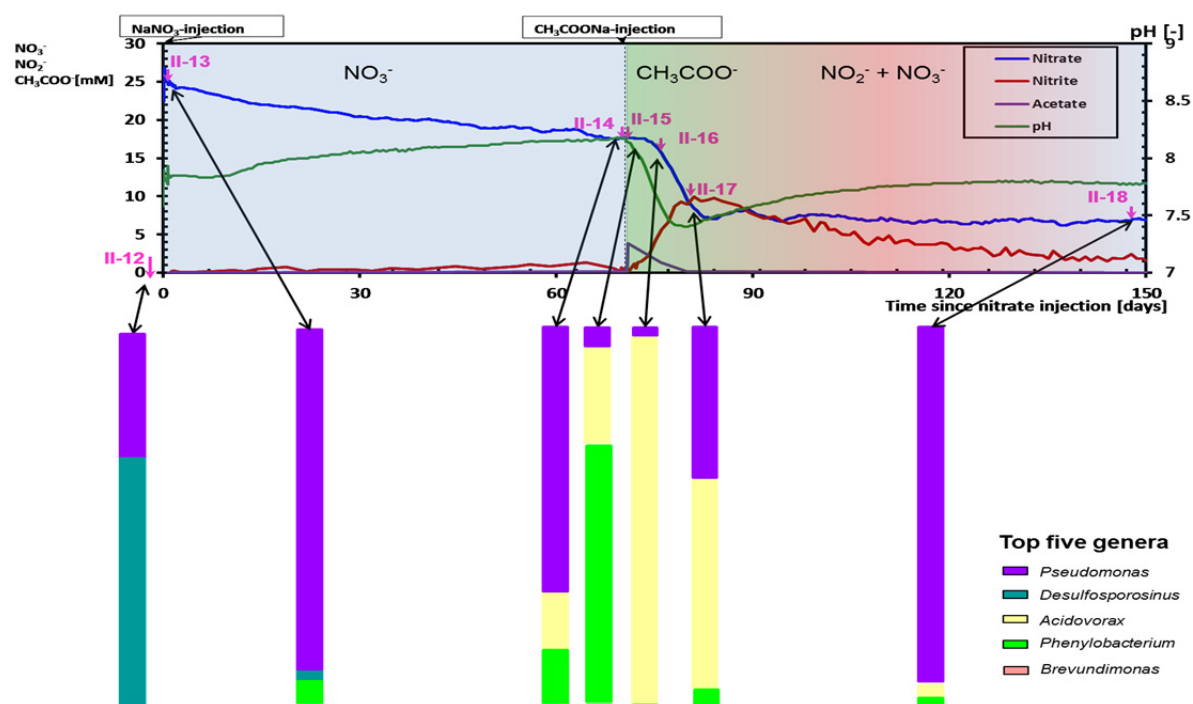 NaNO₃-injection
CH₃COONa-injection
pH [-]
NO₃⁻
NO₂⁻
CH₃COO⁻[mM]
30
25
20
15
10
5
0
9
8.5
8
7.5
7
II-13
NO₃⁻
CH₃COO⁻
NO₂⁻ + NO₃⁻
Nitrate
Nitrite
Acetate
pH
II-14
II-15
II-16
II-17
II-18
II-12
0
30
60
90
120
150
Time since nitrate injection [days]
Top five genera
Pseudomonas
Desulfosporosinus
Acidovorax
Phenylobacterium
Brevundimonas